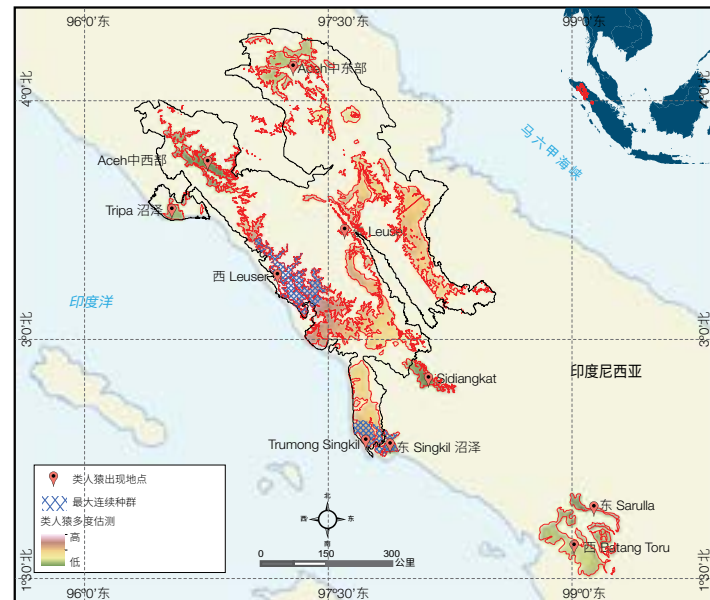 96°0'东
97°30'东
99°0'东
4°0'北
4°0'北
Aceh中东部
马六甲海峡
Aceh中西部
Tripa 沼泽
Leuser
西 Leuser
印度洋
2°30'北
2°30'北
印度尼西亚
Sidiangkat
Trumong Singkil
东 Singkil 沼泽
类人猿出现地点
最大连续种群
类人猿多度估测
高
低
北
西
东
南
0
150
300
公里
东 Sarulla
西 Batang Toru
1°0'北
1°0'北
96°0'东
97°30'东
99°0'东